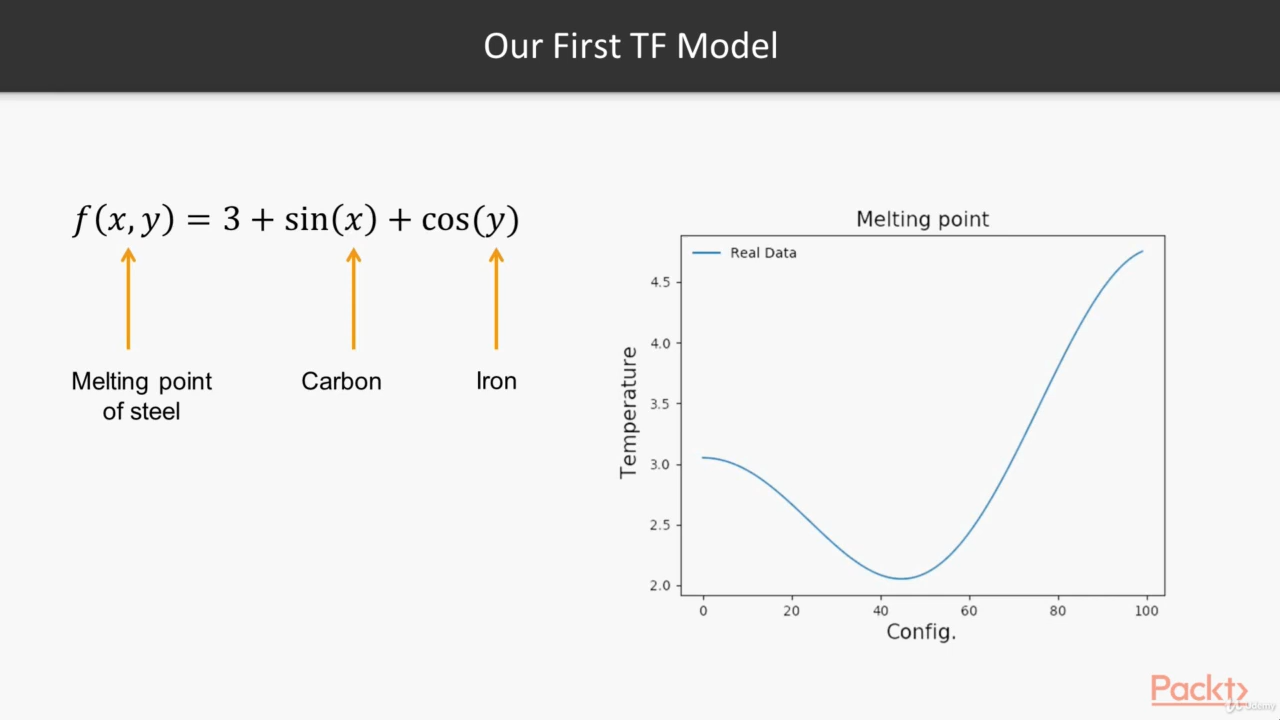 Our First TF Model
f(x, y) = 3 + sin(x) + cos(y)
Melting point
of steel
Carbon
Iron
Melting point
Real Data
Temperature
4.5
4.0
3.5
3.0
2.5
2.0
0 20 40 60 80 100
Config.
Packt
Udemy